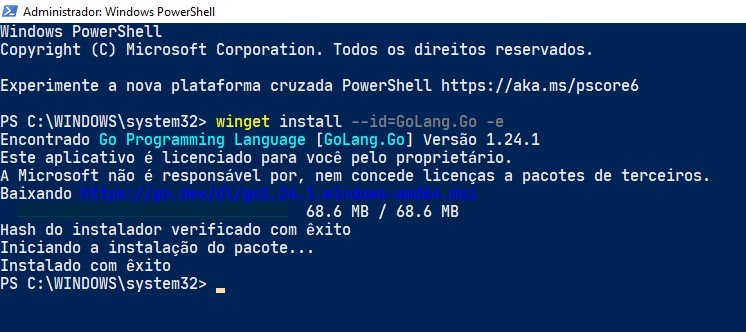 Administrador: Windows PowerShell
Windows PowerShell
Copyright (C) Microsoft Corporation. Todos os direitos reservados.
Experimente a nova plataforma cruzada PowerShell https://aka.ms/pscore6
PS C:\WINDOWS\system32> winget install --id=GoLang.Go -e
Encontrado Go Programming Language [GoLang.Go] Versão 1.24.1
Este aplicativo é licenciado para você pelo proprietário.
A Microsoft não é responsável por, nem concede licenças a pacotes de terceiros.
Baixando https://go.dev/dl/go1.24.1.windows-amd64.msi
68.6 MB / 68.6 MB
Hash do instalador verificado com êxito
Iniciando a instalação do pacote...
Instalado com êxito
PS C:\WINDOWS\system32>